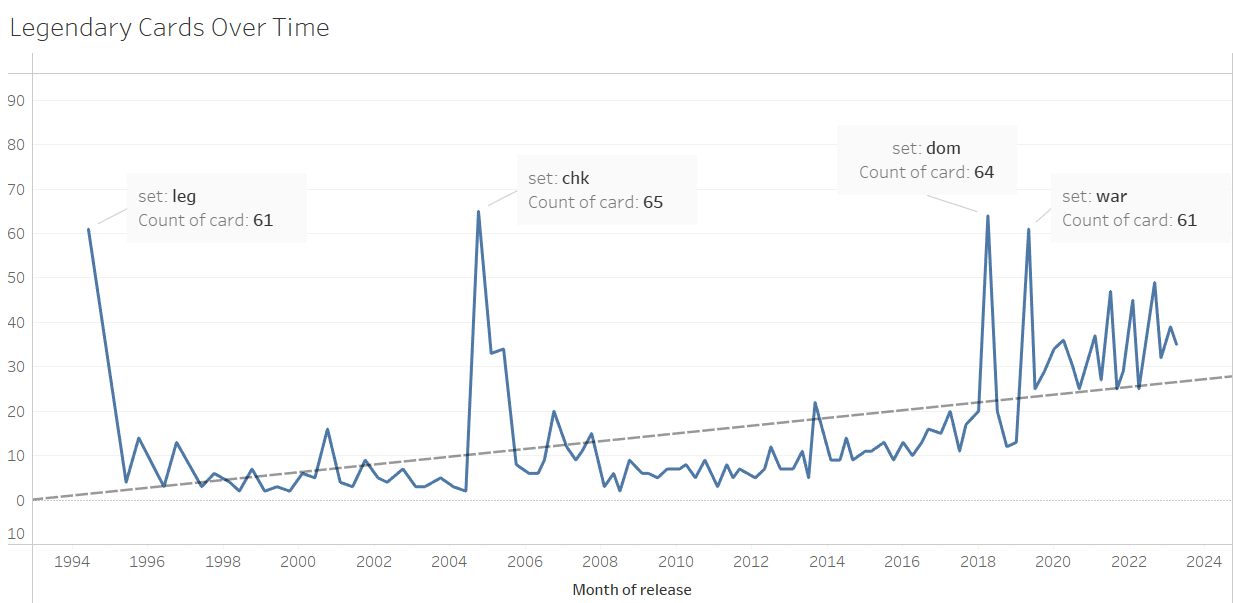 Legendary Cards Over Time
90
80
70
60
50
40
30
20
10
0
10
set: leg
Count of card: 61
set: chk
Count of card: 65
set: dom
Count of card: 64
set: war
Count of card: 61
1994 1996 1998 2000 2002 2004 2006 2008 2010 2012 2014 2016 2018 2020 2022 2024
Month of release